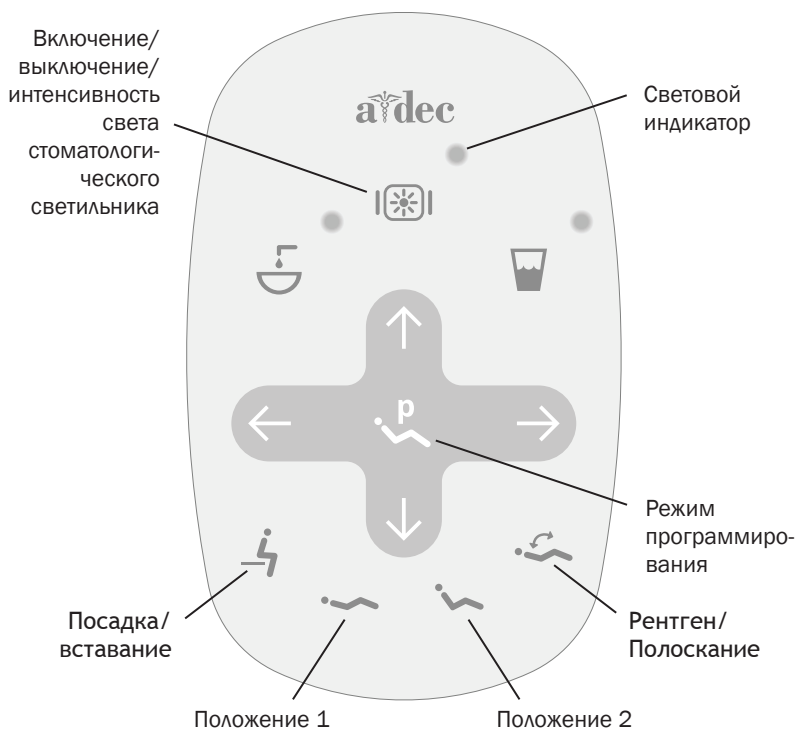 Включение/
выключение/
интенсивность
света
стоматологи-
ческого
светильника
a dec
Световой
индикатор
p
Режим
программиро-
вания
Посадка/
вставание
Рентген/
Полоскание
Положение 1
Положение 2